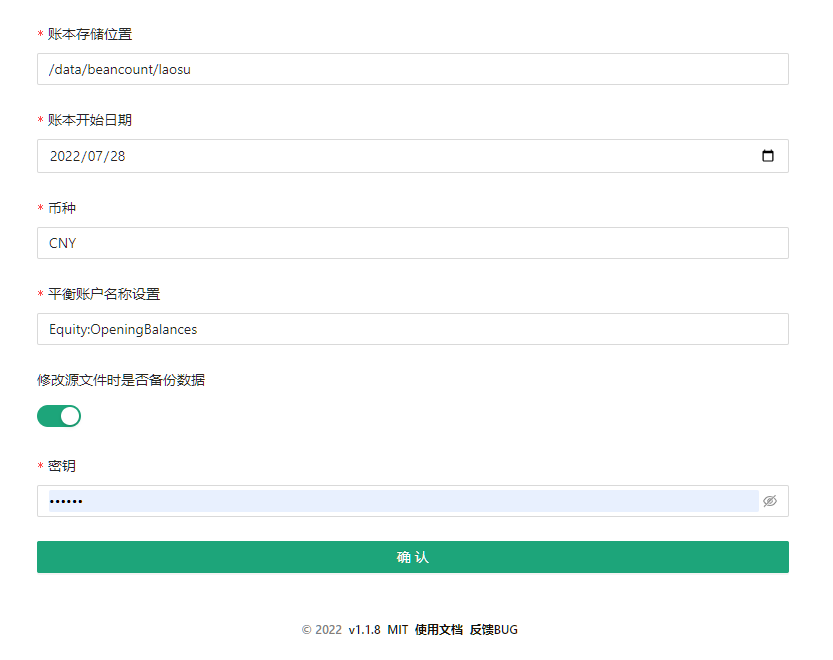 * 账本存储位置
/data/beancount/laosu
* 账本开始日期
2022/07/28
* 币种
CNY
* 平衡账户名称设置
Equity:OpeningBalances
修改源文件时是否备份数据
* 密钥
••••••
确 认
© 2022 v1.1.8 MIT 使用文档 反馈BUG